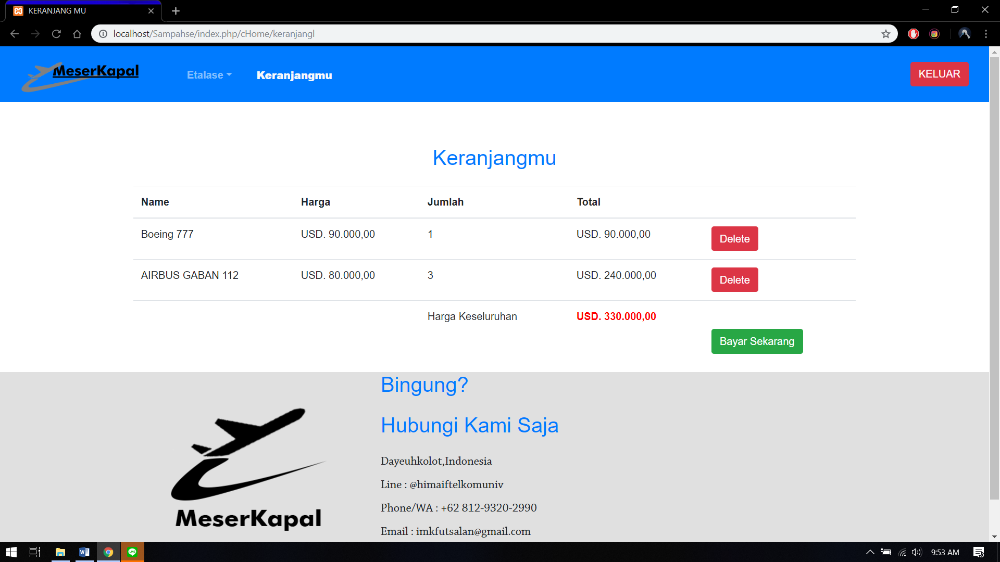 KERANJANG MU
localhost/Sampahse/index.php/cHome/keranjangl
MeserKapal
Etalase
Keranjangmu
KELUAR
Keranjangmu
Name Harga Jumlah Total
Boeing 777 USD. 90.000,00 1 USD. 90.000,00 Delete
AIRBUS GABAN 112 USD. 80.000,00 3 USD. 240.000,00 Delete
Harga Keseluruhan USD. 330.000,00
Bayar Sekarang
Bingung?
Hubungi Kami Saja
Dayeuhkolot,Indonesia
Line : @himaiftelkomuniv
Phone/WA : +62 812-9320-2990
Email : imkfutsalan@gmail.com
MeserKapal
LINE
9:53 AM